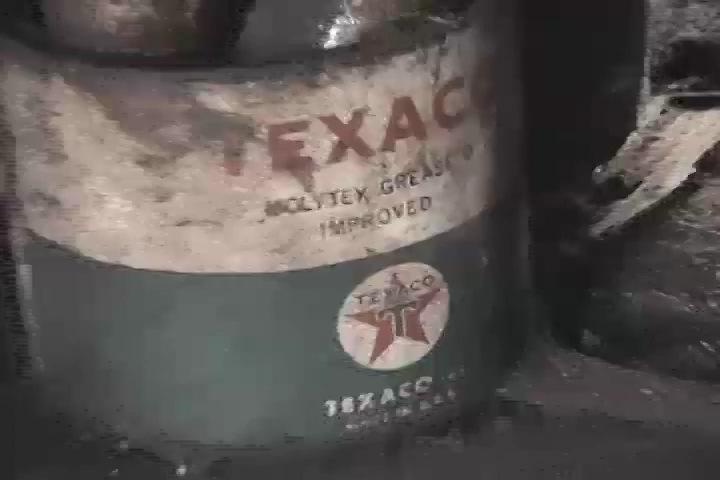 TEXACO
MOLYTEX GREASE O
IMPROVED
TEXACO
T
TEXACO